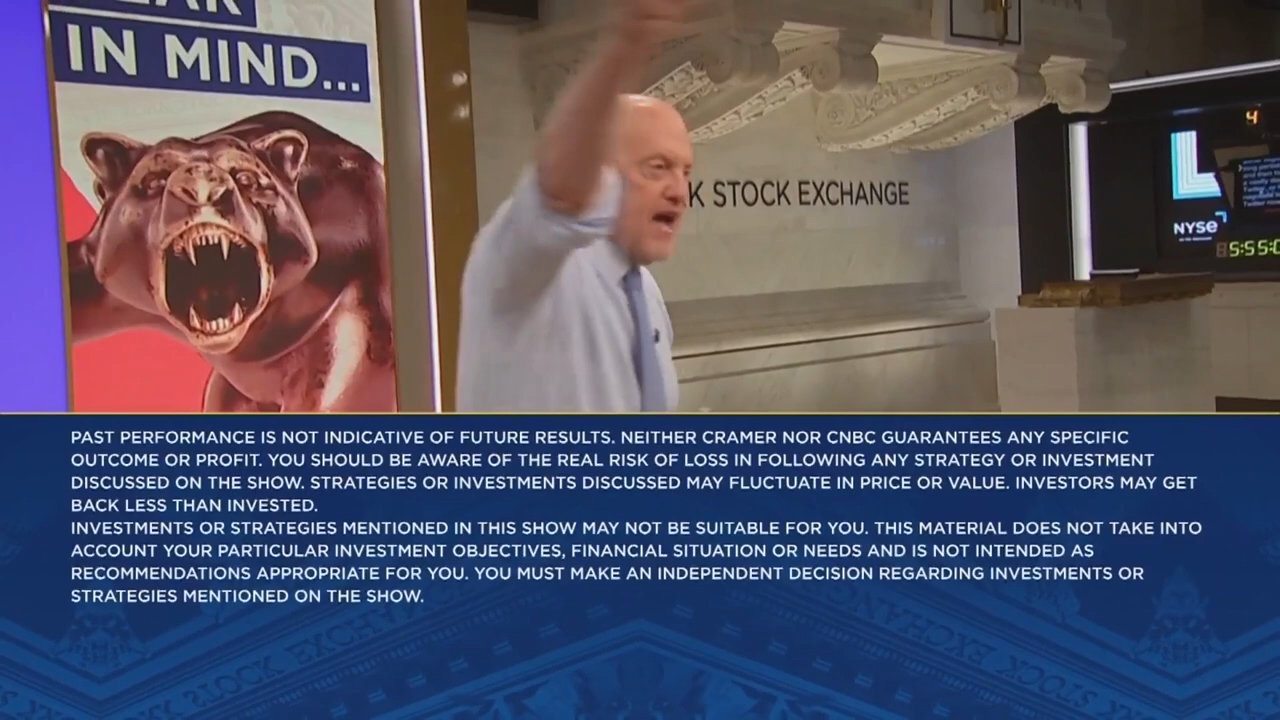 IN MIND...
K STOCK EXCHANGE
4
NYSE
5:55:0
PAST PERFORMANCE IS NOT INDICATIVE OF FUTURE RESULTS. NEITHER CRAMER NOR CNBC GUARANTEES ANY SPECIFIC
OUTCOME OR PROFIT. YOU SHOULD BE AWARE OF THE REAL RISK OF LOSS IN FOLLOWING ANY STRATEGY OR INVESTMENT
DISCUSSED ON THE SHOW. STRATEGIES OR INVESTMENTS DISCUSSED MAY FLUCTUATE IN PRICE OR VALUE. INVESTORS MAY GET
BACK LESS THAN INVESTED.
INVESTMENTS OR STRATEGIES MENTIONED IN THIS SHOW MAY NOT BE SUITABLE FOR YOU. THIS MATERIAL DOES NOT TAKE INTO
ACCOUNT YOUR PARTICULAR INVESTMENT OBJECTIVES, FINANCIAL SITUATION OR NEEDS AND IS NOT INTENDED AS
RECOMMENDATIONS APPROPRIATE FOR YOU. YOU MUST MAKE AN INDEPENDENT DECISION REGARDING INVESTMENTS OR
STRATEGIES MENTIONED ON THE SHOW.